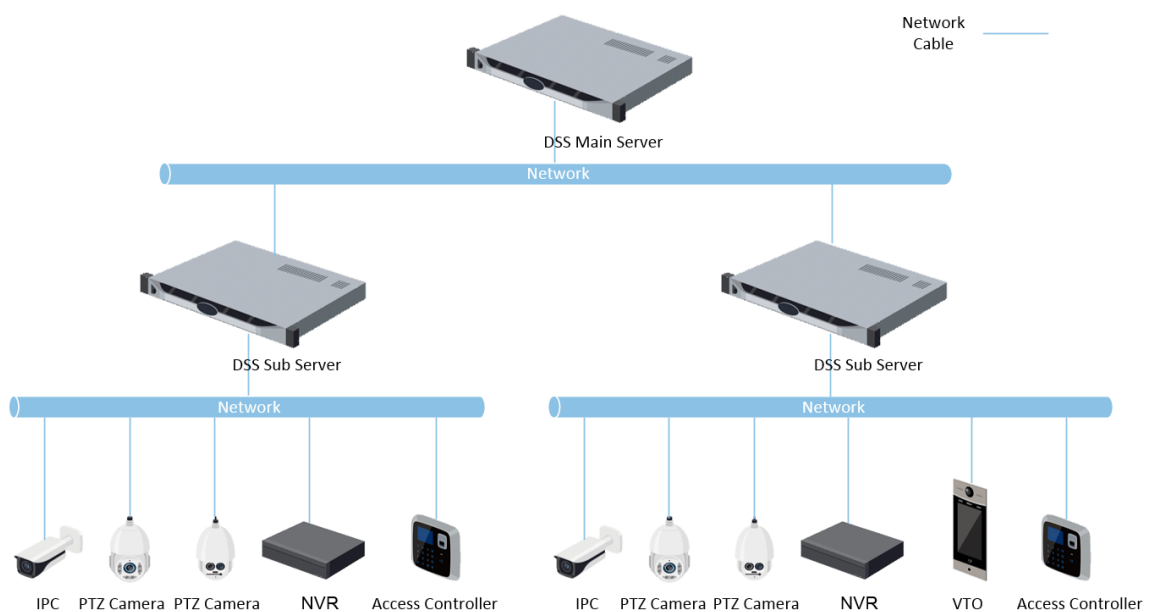 Network
Cable
DSS Main Server
Network
DSS Sub Server
DSS Sub Server
Network
Network
IPC
PTZ Camera
PTZ Camera
NVR
Access Controller
IPC
PTZ Camera
PTZ Camera
NVR
VTO
Access Controller